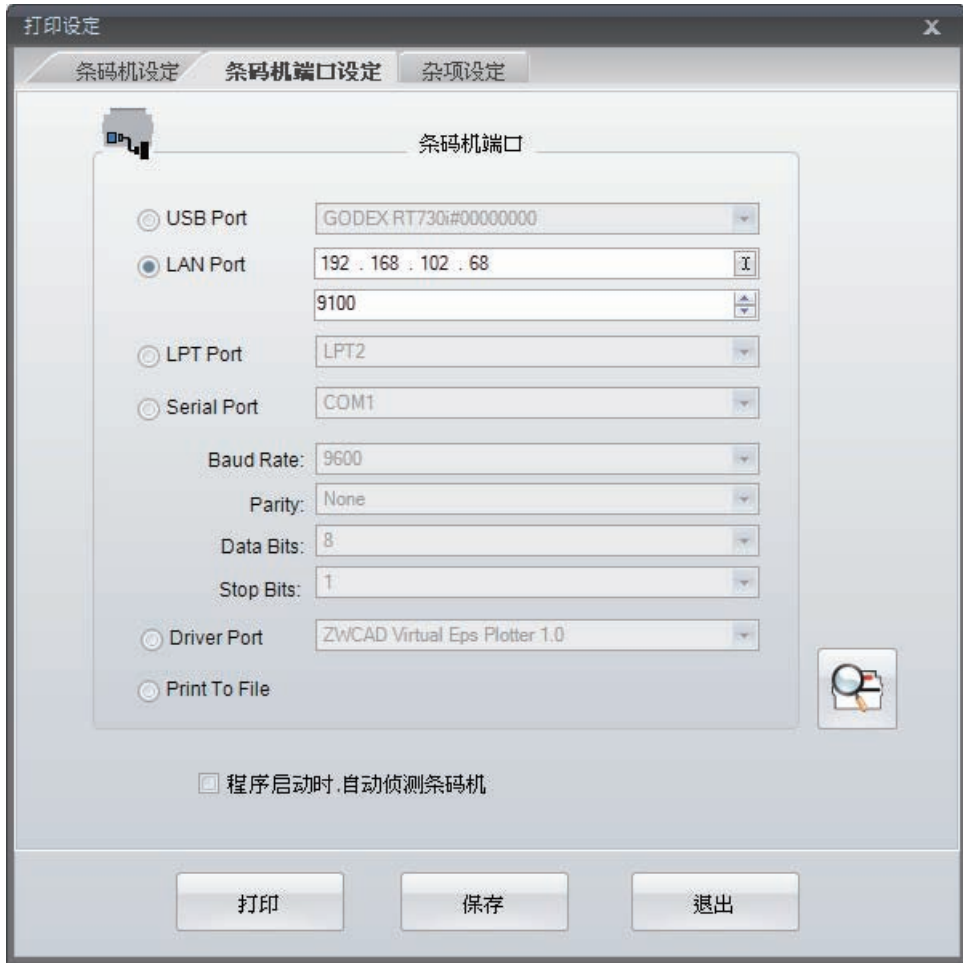 打印设定 X
条码机设定 条码机端口设定 杂项设定
条码机端口
USB Port GODEX RT730i#00000000
LAN Port 192 . 168 . 102 . 68
9100
LPT Port LPT2
Serial Port COM1
Baud Rate: 9600
Parity: None
Data Bits: 8
Stop Bits: 1
Driver Port ZWCAD Virtual Eps Plotter 1.0
Print To File
程序启动时.自动侦测条码机
打印 保存 退出